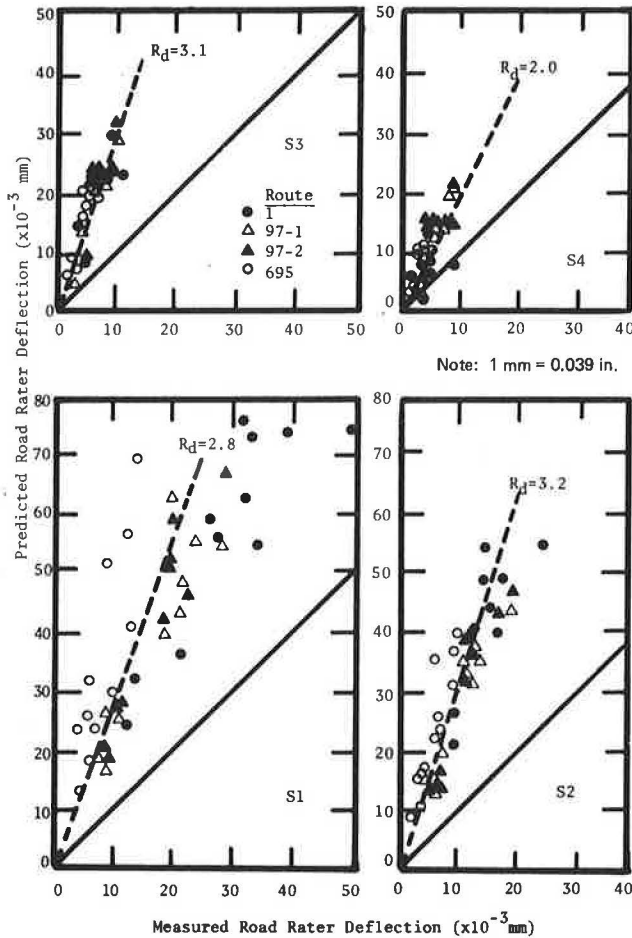 Predicted Road Rater Deflection (x10⁻³ mm)
50
40
30
20
10
0
0 10 20 30 40 50
R_d=3.1
S3
Route
1
97-1
97-2
695
40
30
20
10
0
0 10 20 30 40
R_d=2.0
S4
Note: 1 mm = 0.039 in.
80
70
60
50
40
30
20
10
0
0 10 20 30 40 50
R_d=2.8
S1
80
70
60
50
40
30
20
10
0
0 10 20 30 40
R_d=3.2
S2
Measured Road Rater Deflection (x10⁻³mm)